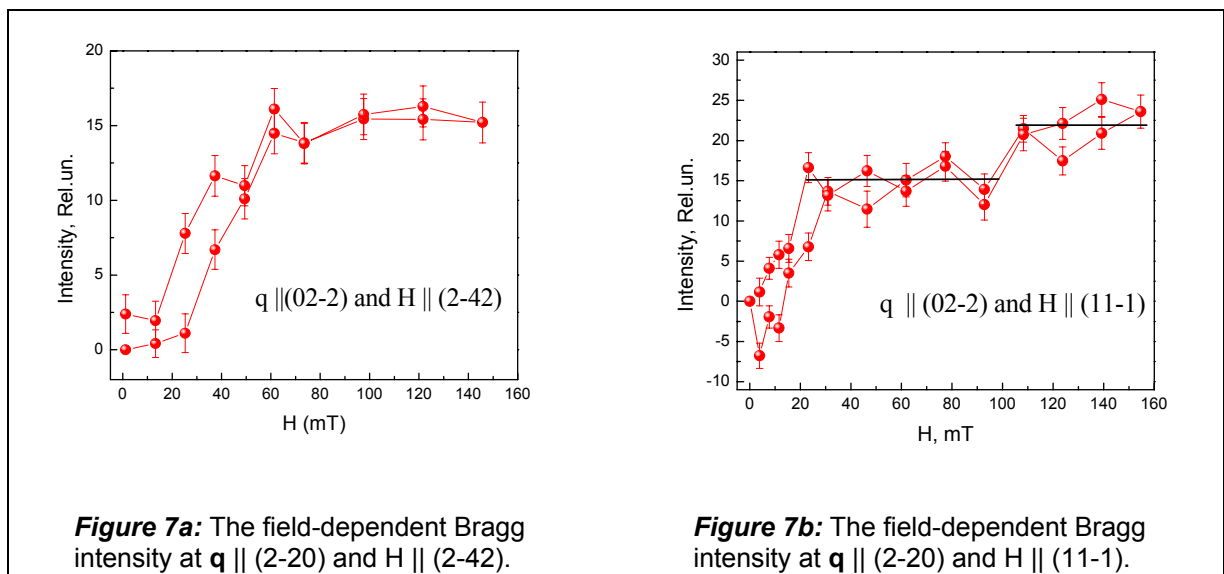 20
15
10
5
0
Intensity, Rel.un.
q ||(02-2) and H || (2-42)
0 20 40 60 80 100 120 140 160
H (mT)
30
25
20
15
10
5
0
-5
-10
Intensity, Rel.un.
q || (02-2) and H || (11-1)
0 20 40 60 80 100 120 140 160
H, mT
Figure 7a: The field-dependent Bragg
intensity at q || (2-20) and H || (2-42).
Figure 7b: The field-dependent Bragg
intensity at q || (2-20) and H || (11-1).